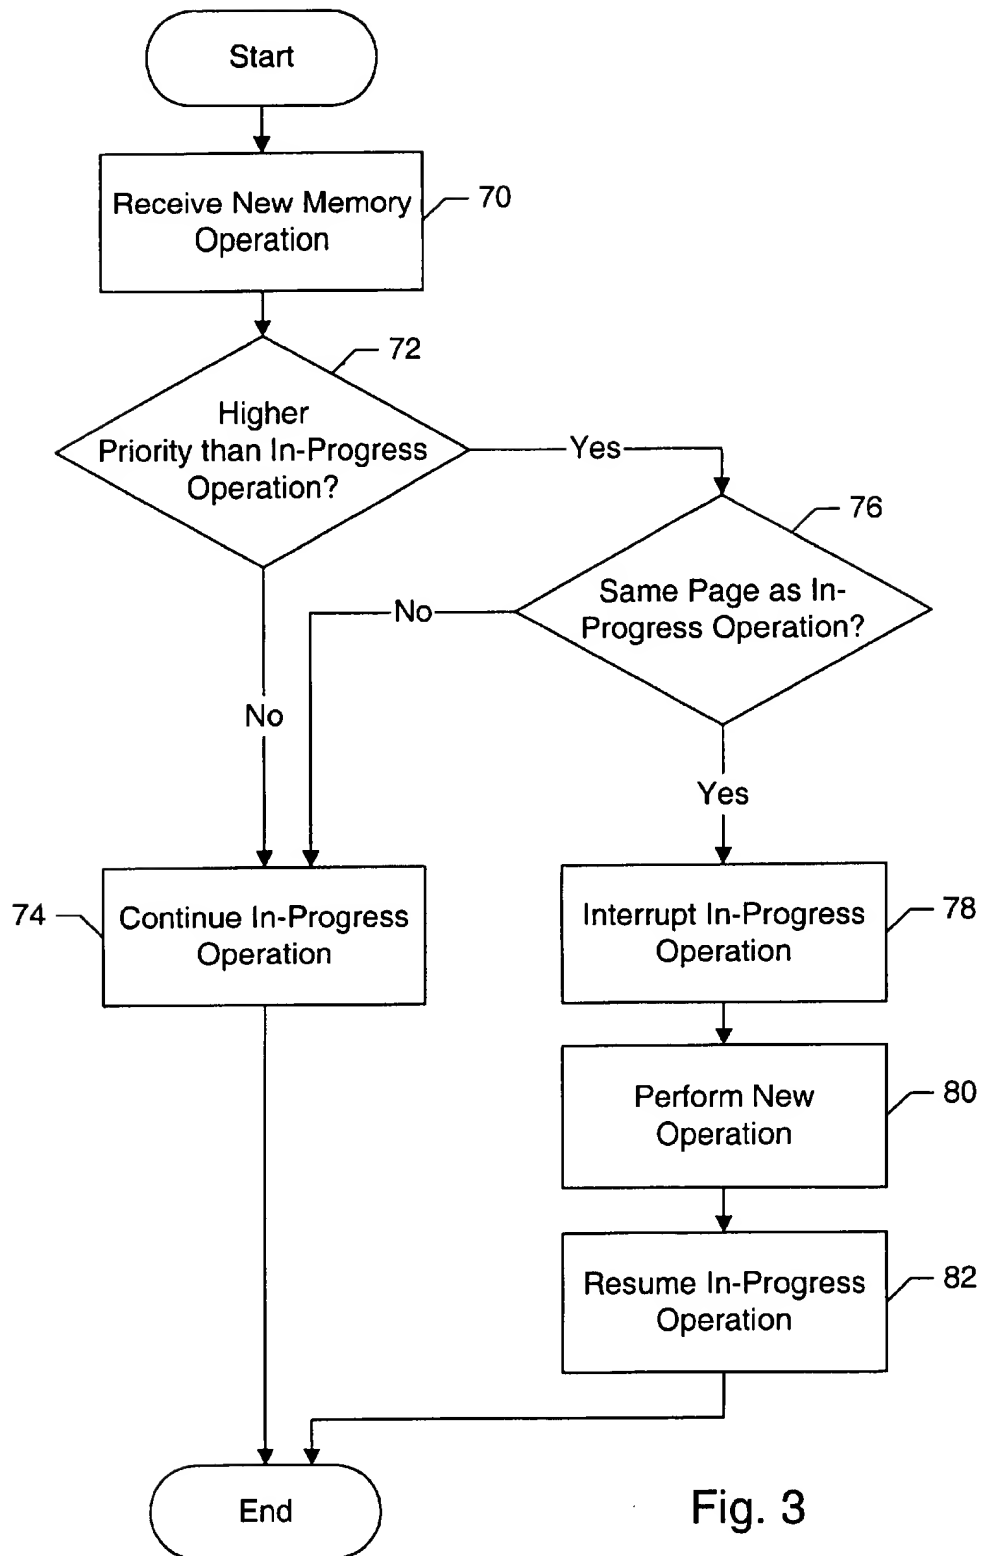 Start
Receive New Memory
Operation
70
72
Higher
Priority than In-Progress
Operation?
Yes
76
Same Page as In-
Progress Operation?
No
No
Yes
74
Continue In-Progress
Operation
Interrupt In-Progress
Operation
78
Perform New
Operation
80
Resume In-Progress
Operation
82
End
Fig. 3